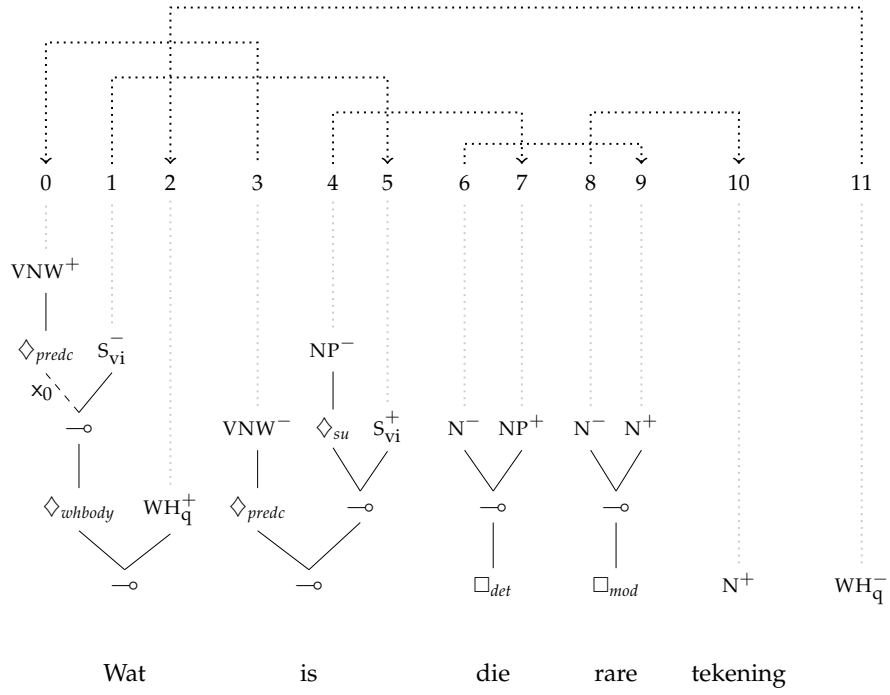 0 1 2 3 4 5 6 7 8 9 10 11
VNW⁺
◇predc S⁻vi NP⁻
x₀
⊸ VNW⁻ ◇su S⁺vi N⁻ NP⁺ N⁻ N⁺
◇whbody WH⁺q ◇predc ⊸ ⊸ ⊸
⊸ ⊸ □det □mod N⁺ WH⁻q
Wat is die rare tekening